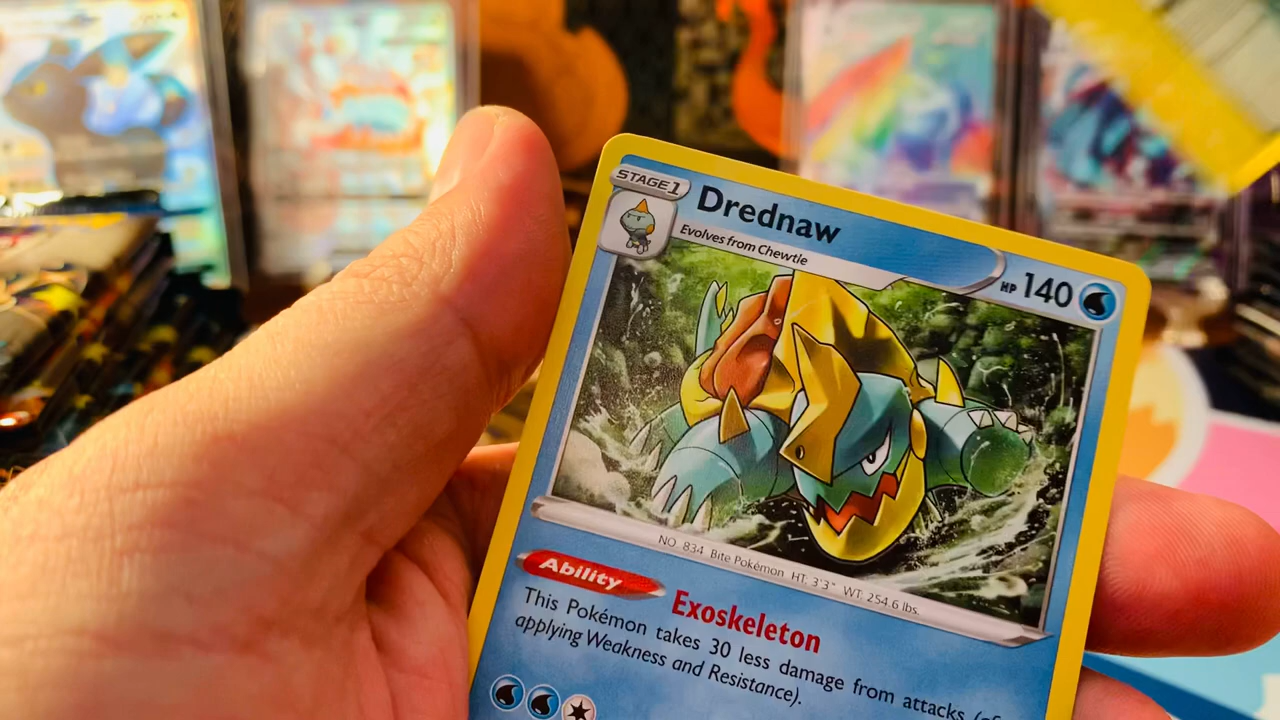 STAGE 1
Drednaw
Evolves from Chewtle
HP 140
NO. 834 Bite Pokémon HT: 3'3" WT: 254.6 lbs.
Ability
Exoskeleton
This Pokémon takes 30 less damage from attacks
applying Weakness and Resistance).